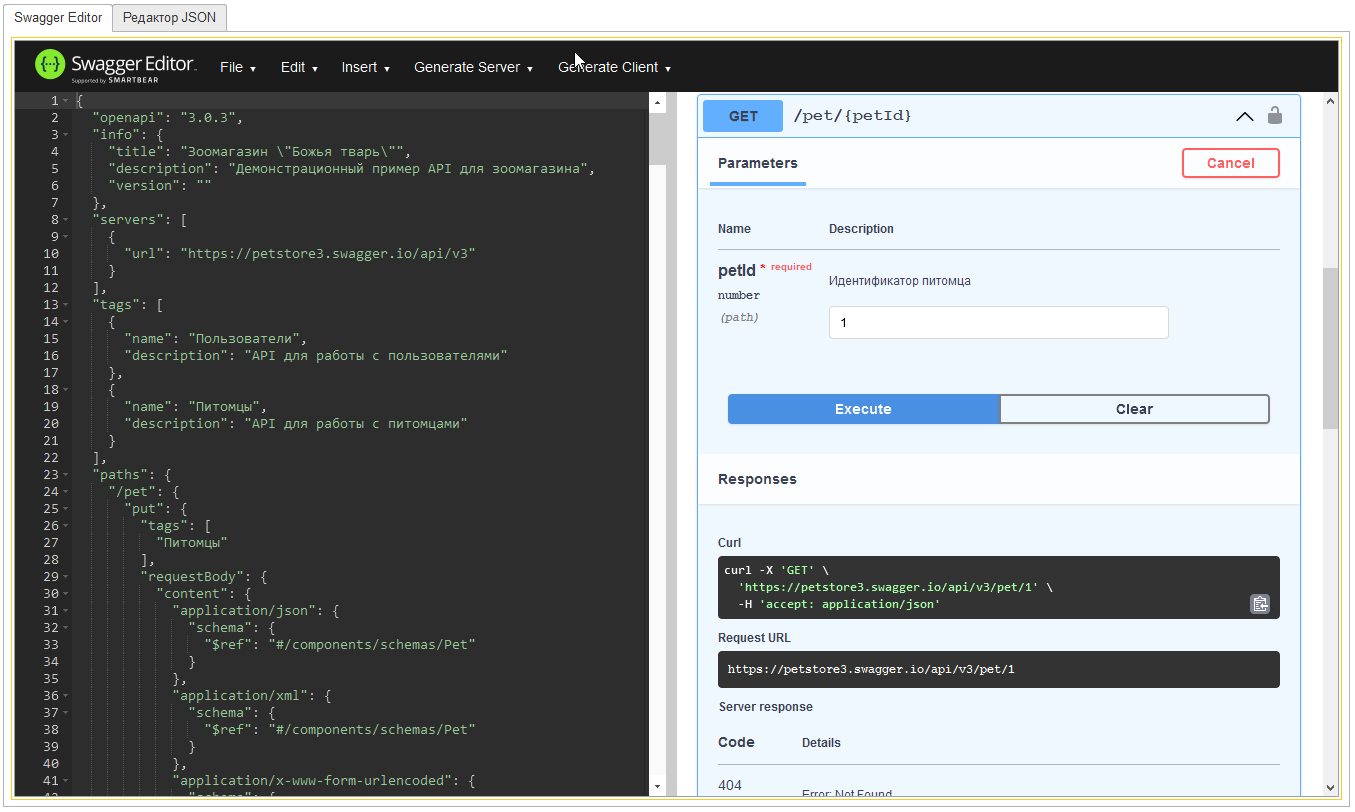 Swagger Editor Редактор JSON
Swagger Editor
Supported by SMARTBEAR
File Edit Insert Generate Server Generate Client
1 {
2 "openapi": "3.0.3",
3 "info": {
4 "title": "Зоомагазин \"Божья тварь\"",
5 "description": "Демонстрационный пример API для зоомагазина",
6 "version": ""
7 },
8 "servers": [
9 {
10 "url": "https://petstore3.swagger.io/api/v3"
11 }
12 ],
13 "tags": [
14 {
15 "name": "Пользователи",
16 "description": "API для работы с пользователями"
17 },
18 {
19 "name": "Питомцы",
20 "description": "API для работы с питомцами"
21 }
22 ],
23 "paths": {
24 "/pet": {
25 "put": {
26 "tags": [
27 "Питомцы"
28 ],
29 "requestBody": {
30 "content": {
31 "application/json": {
32 "schema": {
33 "$ref": "#/components/schemas/Pet"
34 }
35 },
36 "application/xml": {
37 "schema": {
38 "$ref": "#/components/schemas/Pet"
39 }
40 },
41 "application/x-www-form-urlencoded": {
42 "schema": {
GET /pet/{petId}
Parameters Cancel
Name Description
petId * required
number
(path)
Идентификатор питомца
1
Execute Clear
Responses
Curl
curl -X 'GET' \
'https://petstore3.swagger.io/api/v3/pet/1' \
-H 'accept: application/json'
Request URL
https://petstore3.swagger.io/api/v3/pet/1
Server response
Code Details
404
Error: Not Found